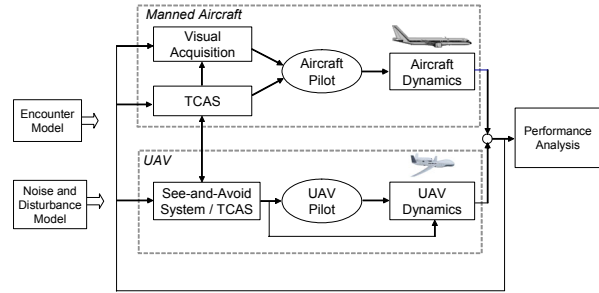 Manned Aircraft
Visual
Acquisition
TCAS
Aircraft
Pilot
Aircraft
Dynamics
Encounter
Model
Performance
Analysis
UAV
Noise and
Disturbance
Model
See-and-Avoid
System / TCAS
UAV
Pilot
UAV
Dynamics